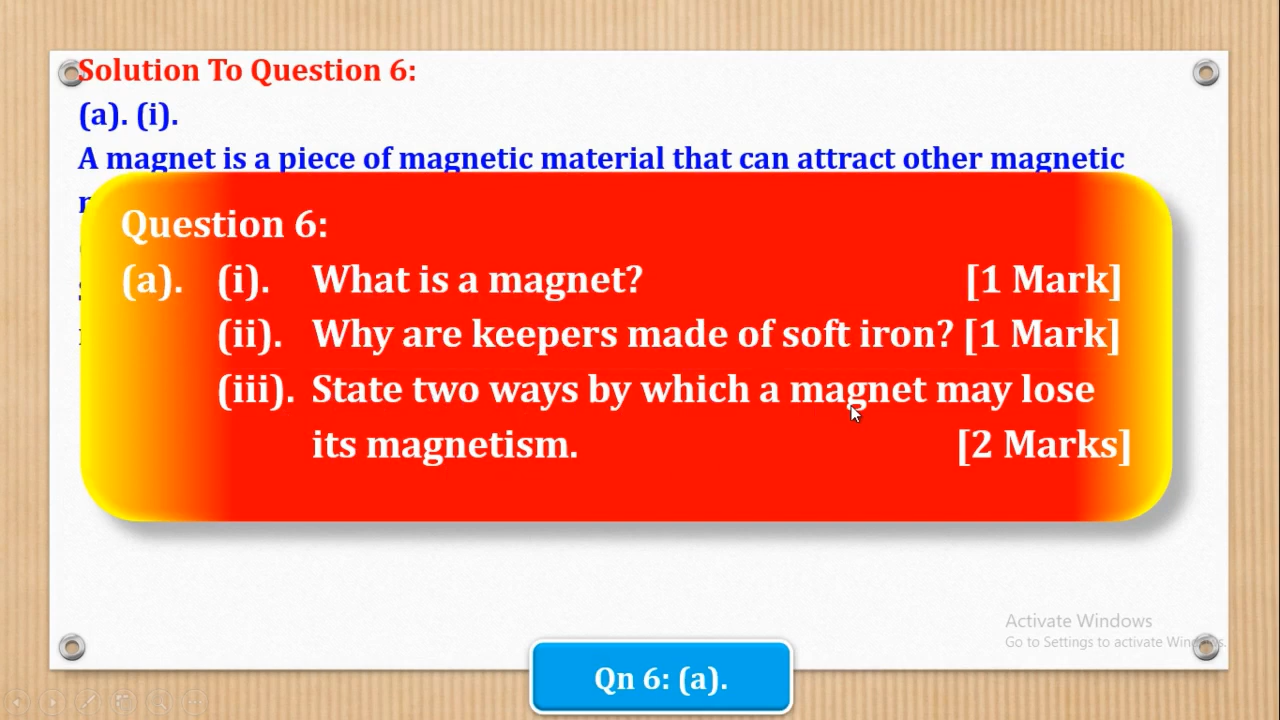 Solution To Question 6:
(a). (i).
A magnet is a piece of magnetic material that can attract other magnetic
Question 6:
(a). (i). What is a magnet? [1 Mark]
(ii). Why are keepers made of soft iron? [1 Mark]
(iii). State two ways by which a magnet may lose
its magnetism. [2 Marks]
Activate Windows
Go to Settings to activate Windows.
Qn 6: (a).